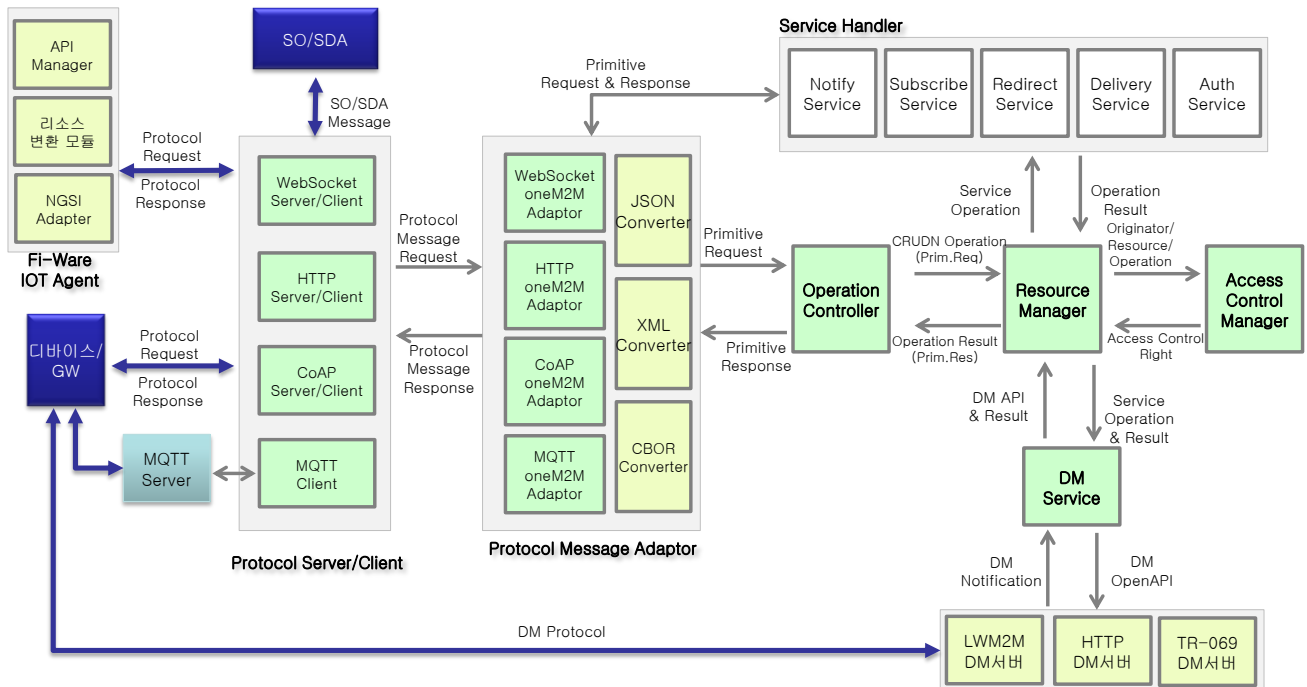 API
Manager
리소스
변환 모듈
NGSI
Adapter
Fi-Ware
IOT Agent
SO/SDA
SO/SDA
Message
Protocol
Request
Protocol
Response
디바이스/
GW
Protocol
Request
Protocol
Response
MQTT
Server
WebSocket
Server/Client
HTTP
Server/Client
CoAP
Server/Client
MQTT
Client
Protocol Server/Client
Protocol
Message
Request
Protocol
Message
Response
WebSocket
oneM2M
Adaptor
HTTP
oneM2M
Adaptor
CoAP
oneM2M
Adaptor
MQTT
oneM2M
Adaptor
JSON
Converter
XML
Converter
CBOR
Converter
Protocol Message Adaptor
Primitive
Request & Response
Service Handler
Notify
Service
Subscribe
Service
Redirect
Service
Delivery
Service
Auth
Service
Primitive
Request
Primitive
Response
Operation
Controller
Service
Operation
Operation
Result
CRUDN Operation
(Prim.Req)
Operation Result
(Prim.Res)
Resource
Manager
Originator/
Resource/
Operation
Access Control
Right
Access
Control
Manager
DM API
& Result
Service
Operation
& Result
DM
Service
DM
Notification
DM
OpenAPI
DM Protocol
LWM2M
DM서버
HTTP
DM서버
TR-069
DM서버